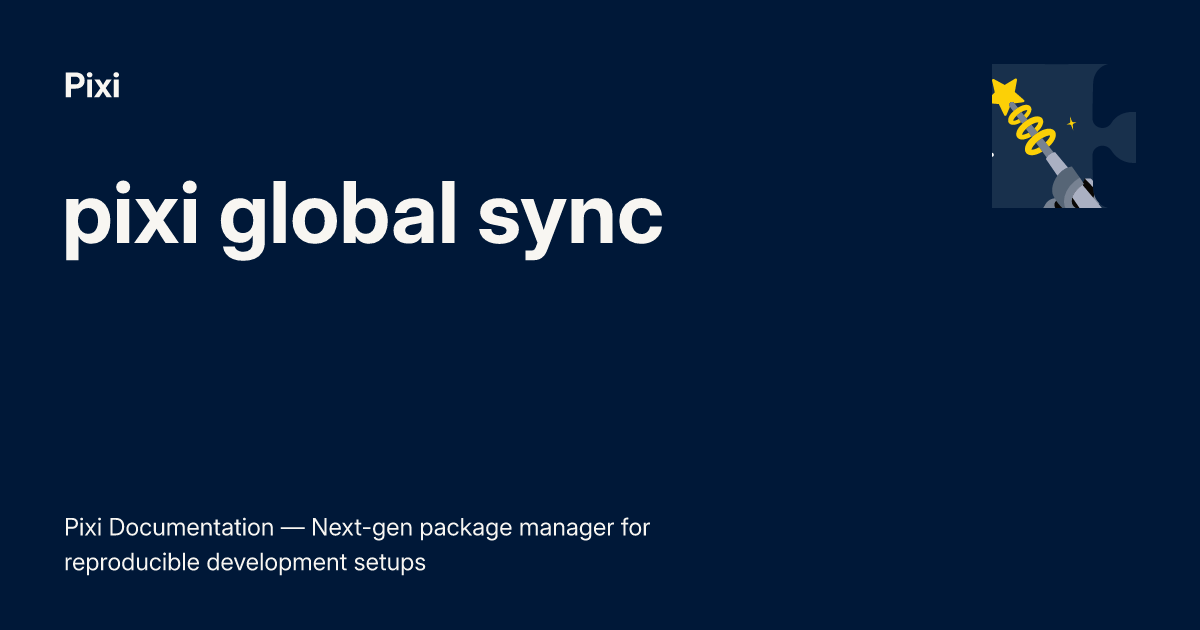 Pixi
pixi global sync
Pixi Documentation — Next-gen package manager for
reproducible development setups